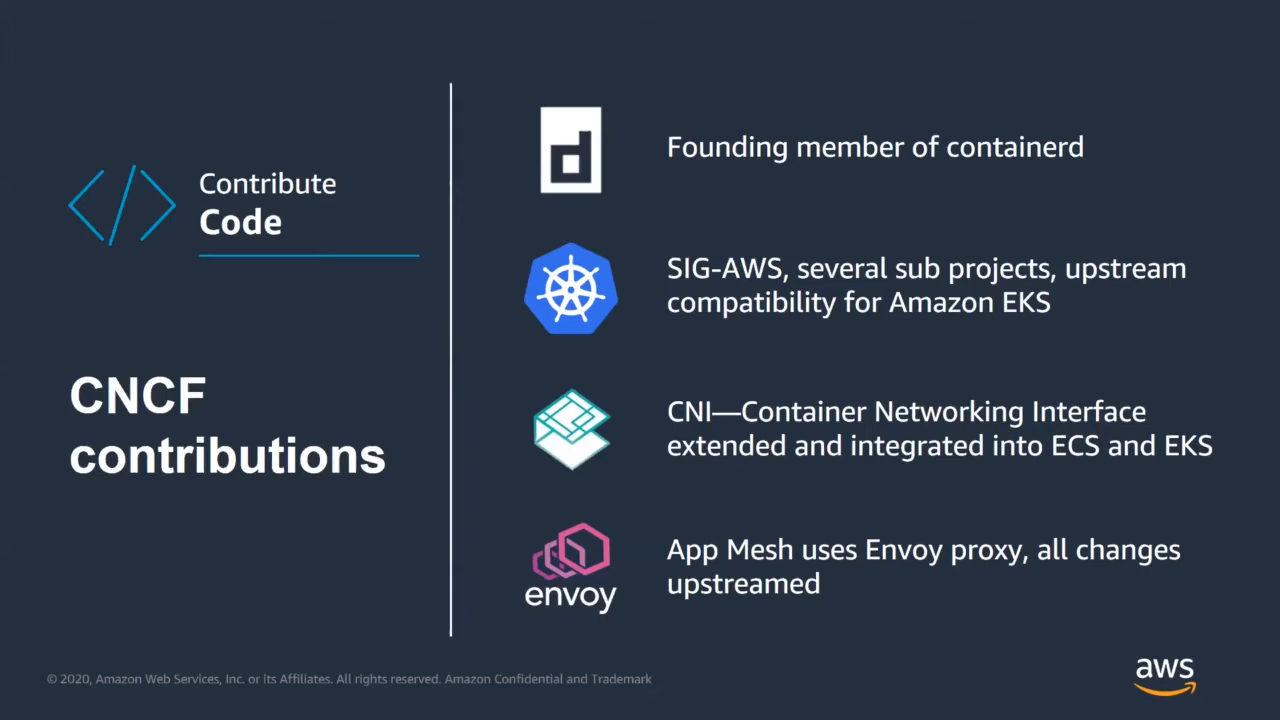 Contribute
Code
CNCF
contributions
Founding member of containerd
SIG-AWS, several sub projects, upstream
compatibility for Amazon EKS
CNI—Container Networking Interface
extended and integrated into ECS and EKS
envoy
App Mesh uses Envoy proxy, all changes
upstreamed
© 2020, Amazon Web Services, Inc. or its Affiliates. All rights reserved. Amazon Confidential and Trademark
aws